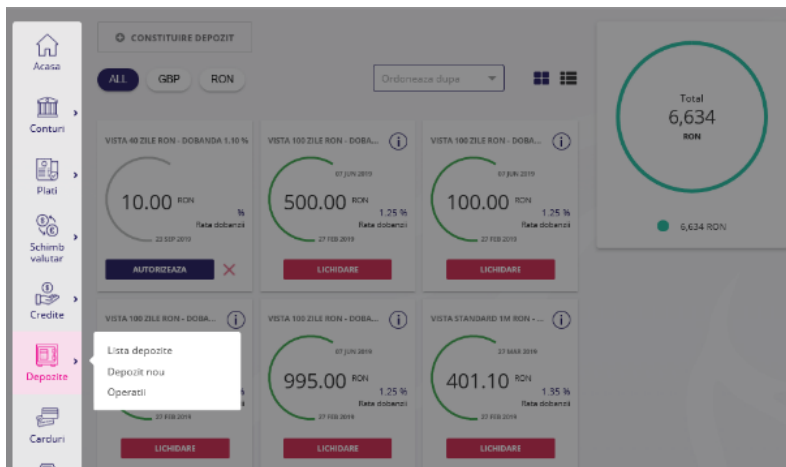 Acasa
Conturi
Plati
Schimb
valutar
Credite
Depozite
Carduri
CONSTITUIRE DEPOZIT
ALL
GBP
RON
Ordoneaza dupa
VISTA 40 ZILE RON - DOBANDA 1.10 %
10.00 RON
%
Rata dobanzii
23 SEP 2019
AUTORIZEAZA
VISTA 100 ZILE RON - DOBA...
07 JUN 2019
500.00 RON
1.25 %
Rata dobanzii
27 FEB 2019
LICHIDARE
VISTA 100 ZILE RON - DOBA...
07 JUN 2019
100.00 RON
1.25 %
Rata dobanzii
27 FEB 2019
LICHIDARE
VISTA 100 ZILE RON - DOBA...
Lista depozite
Depozit nou
Operatii
27 FEB 2019
LICHIDARE
VISTA 100 ZILE RON - DOBA...
07 JUN 2019
995.00 RON
1.25 %
Rata dobanzii
27 FEB 2019
LICHIDARE
VISTA STANDARD 1M RON - ...
27 MAR 2019
401.10 RON
1.35 %
Rata dobanzii
27 FEB 2019
LICHIDARE
Total
6,634
RON
6,634 RON